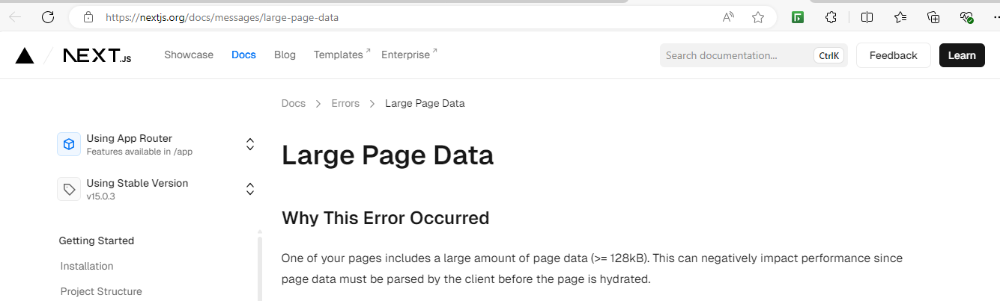 https://nextjs.org/docs/messages/large-page-data
NEXT.JS Showcase Docs Blog Templates Enterprise Search documentation... CtrlK Feedback Learn
Docs Errors Large Page Data
Using App Router
Features available in /app
Using Stable Version
v15.0.3
Getting Started
Installation
Project Structure
Large Page Data
Why This Error Occurred
One of your pages includes a large amount of page data (>= 128kB). This can negatively impact performance since
page data must be parsed by the client before the page is hydrated.